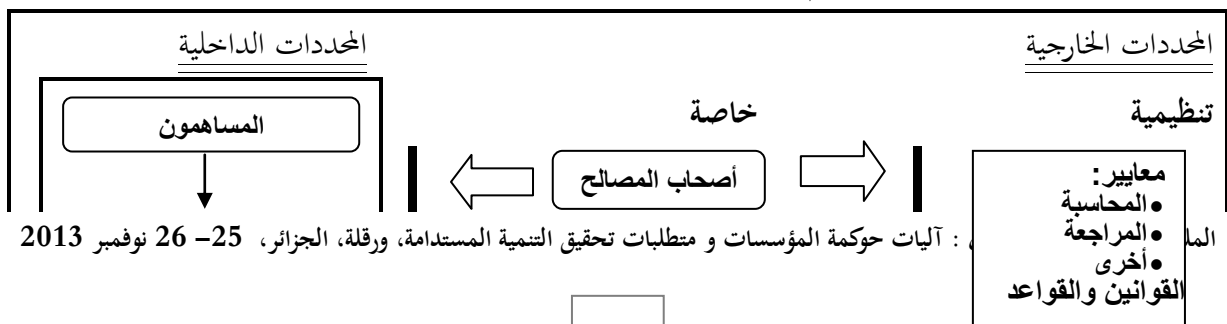 المحددات الخارجية
المحددات الداخلية
تنظيمية
خاصة
المساهمون
أصحاب المصالح
معايير:
•المحاسبة
•المراجعة
•أخرى
القوانين والقواعد
: آليات حوكمة المؤسسات و متطلبات تحقيق التنمية المستدامة، ورقلة، الجزائر، 25– 26 نوفمبر 2013